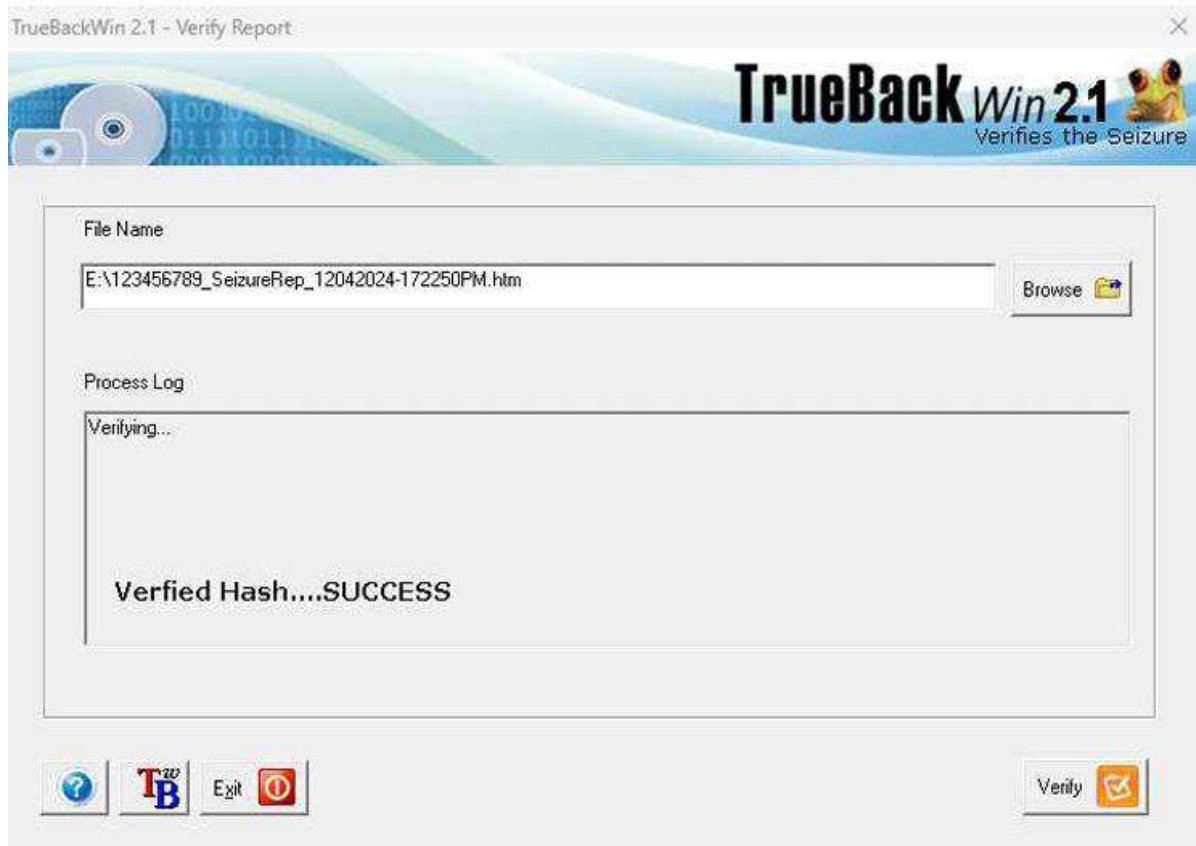 TrueBackWin 2.1 - Verify Report
TrueBack Win 2.1
Verifies the Seizure
File Name
E:\123456789_SeizureRep_12042024-172250PM.htm
Browse
Process Log
Verifying...
Verfied Hash....SUCCESS
TBw
Exit
Verify